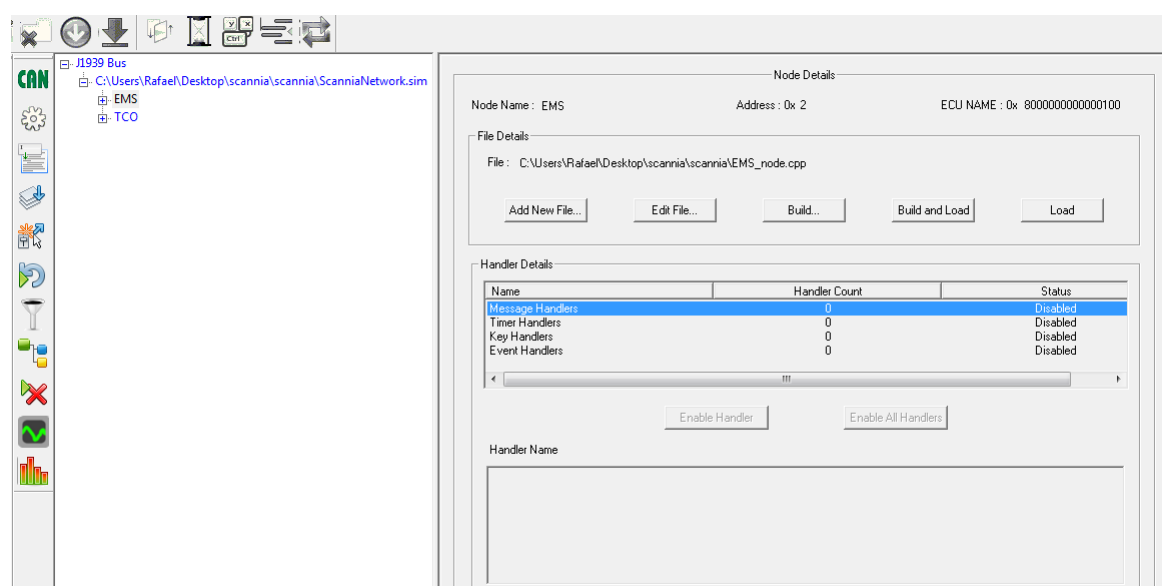 Y X
Ctrl
CAN
J1939 Bus
C:\Users\Rafael\Desktop\scannia\scannia\ScanniaNetwork.sim
EMS
TCO
Node Details
Node Name : EMS Address : 0x 2 ECU NAME : 0x 8000000000000100
File Details
File : C:\Users\Rafael\Desktop\scannia\scannia\EMS_node.cpp
Add New File... Edit File... Build... Build and Load Load
Handler Details
Name Handler Count Status
Message Handlers 0 Disabled
Timer Handlers 0 Disabled
Key Handlers 0 Disabled
Event Handlers 0 Disabled
Enable Handler Enable All Handlers
Handler Name